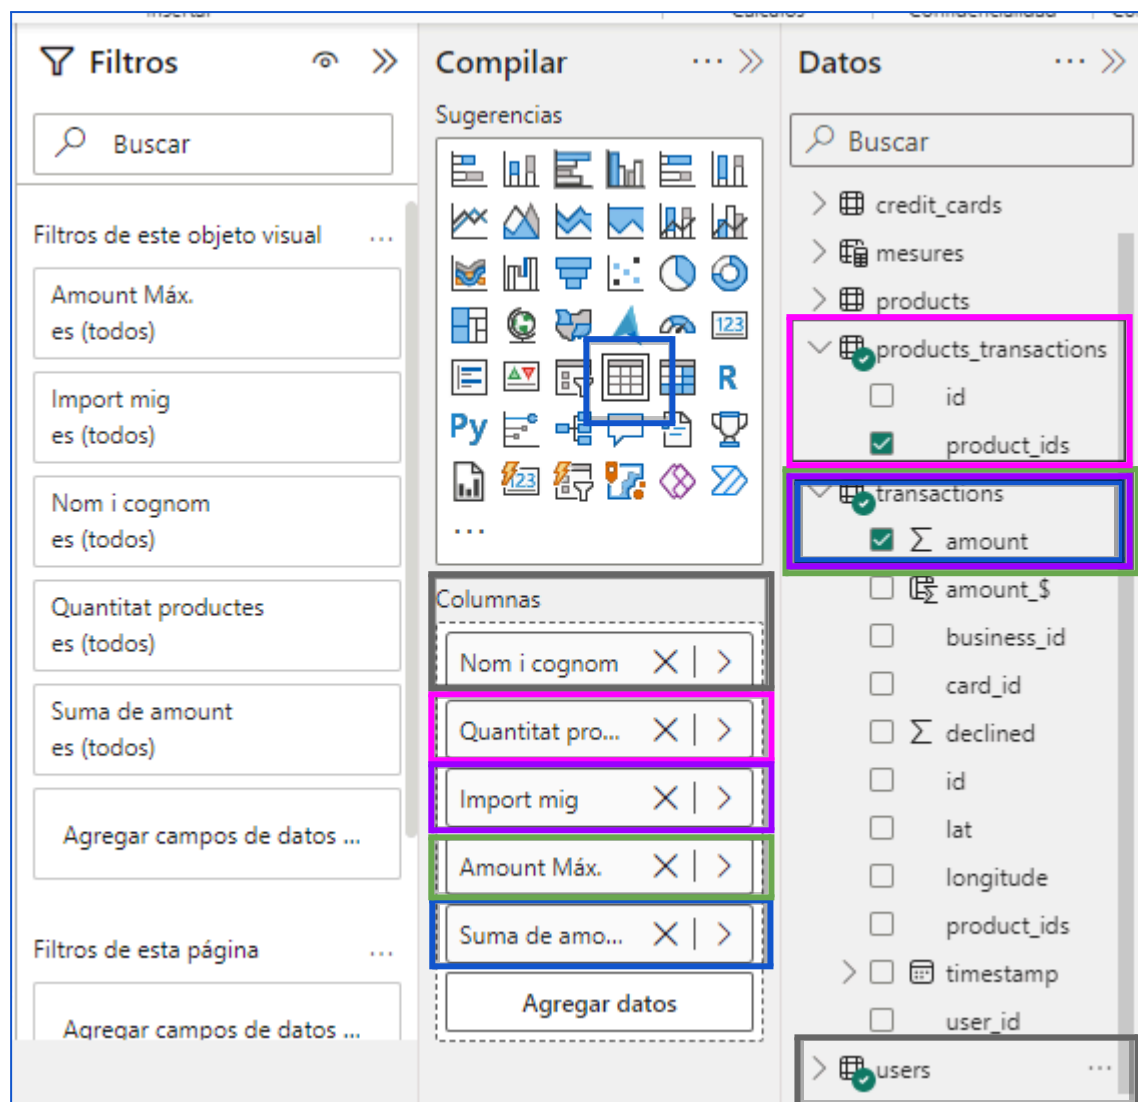 Insertar
Cálculos
Confidencialidad
Filtros
Buscar
Filtros de este objeto visual
Amount Máx.
es (todos)
Import mig
es (todos)
Nom i cognom
es (todos)
Quantitat productes
es (todos)
Suma de amount
es (todos)
Agregar campos de datos ...
Filtros de esta página
Agregar campos de datos ...
Compilar
Sugerencias
123
R
Py
123
Columnas
Nom i cognom
Quantitat pro...
Import mig
Amount Máx.
Suma de amo...
Agregar datos
Datos
Buscar
credit_cards
mesures
products
products_transactions
id
product_ids
transactions
amount
amount_$
business_id
card_id
declined
id
lat
longitude
product_ids
timestamp
user_id
users